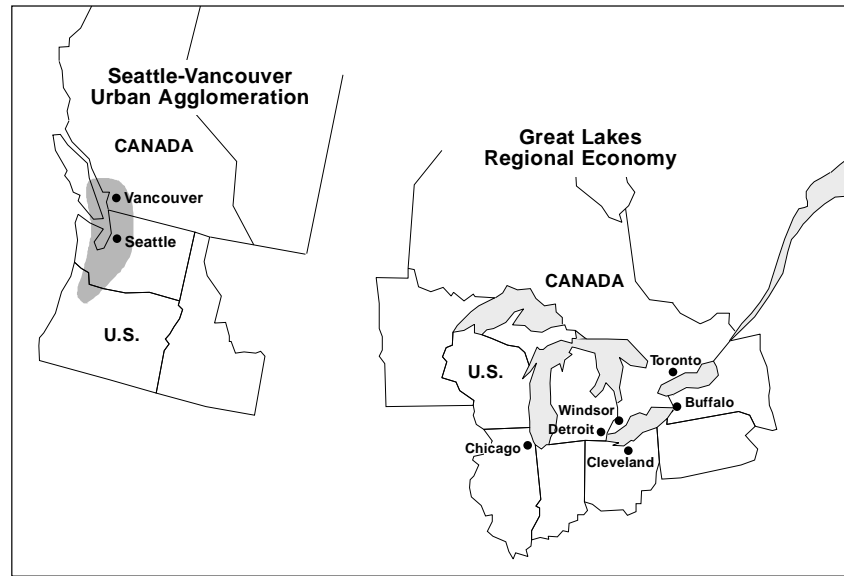 Seattle-Vancouver
Urban Agglomeration
CANADA
Vancouver
Seattle
U.S.
Great Lakes
Regional Economy
CANADA
U.S.
Toronto
Buffalo
Windsor
Detroit
Chicago
Cleveland